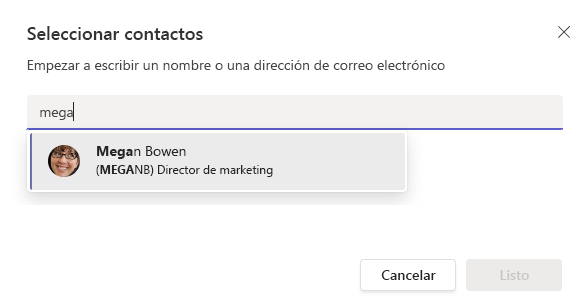 Seleccionar contactos
Empezar a escribir un nombre o una dirección de correo electrónico
mega
Megan Bowen
(MEGANB) Director de marketing
Cancelar
Listo